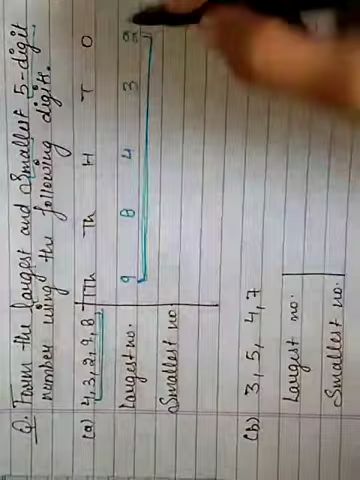 Q. Form the largest and Smallest 5-digit
number using the following digits.
(a) 4,3,2,9,8 TTh Th H T O
Largest no. 9 8 4 3 2
Smallest no.
(b) 3, 5, 4, 7
Largest no.
Smallest no.